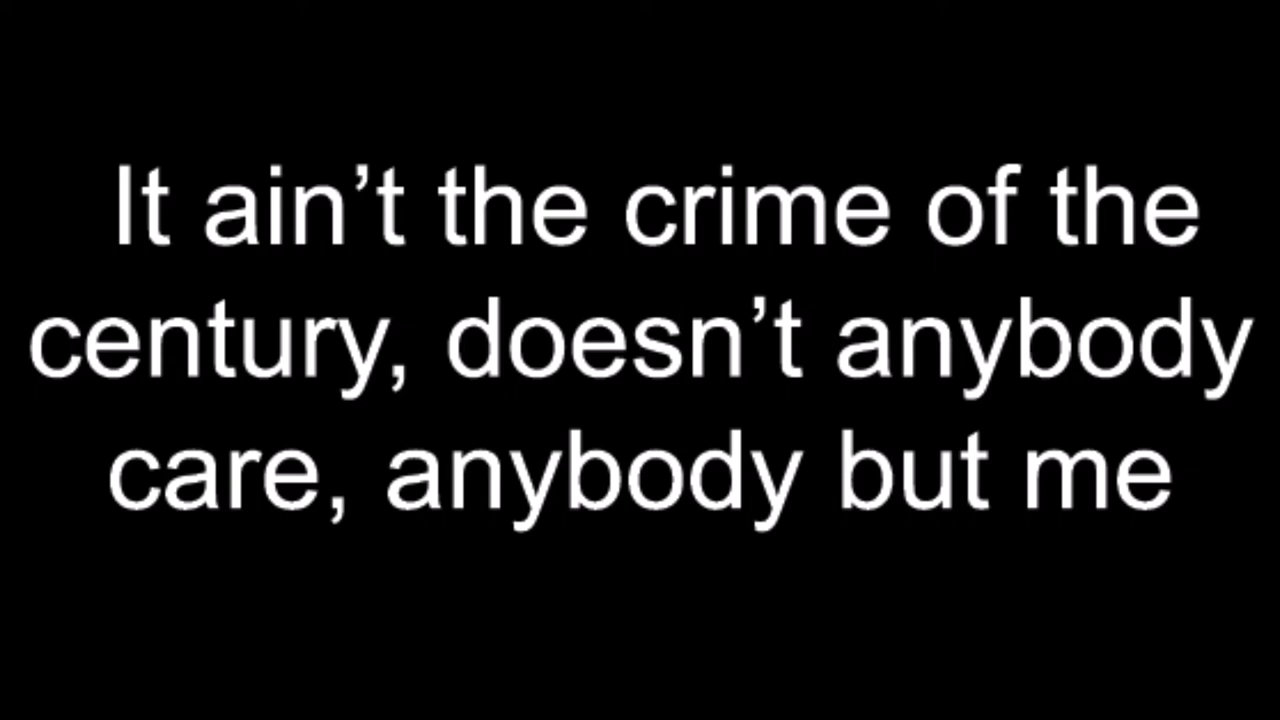 It ain’t the crime of the
century, doesn’t anybody
care, anybody but me